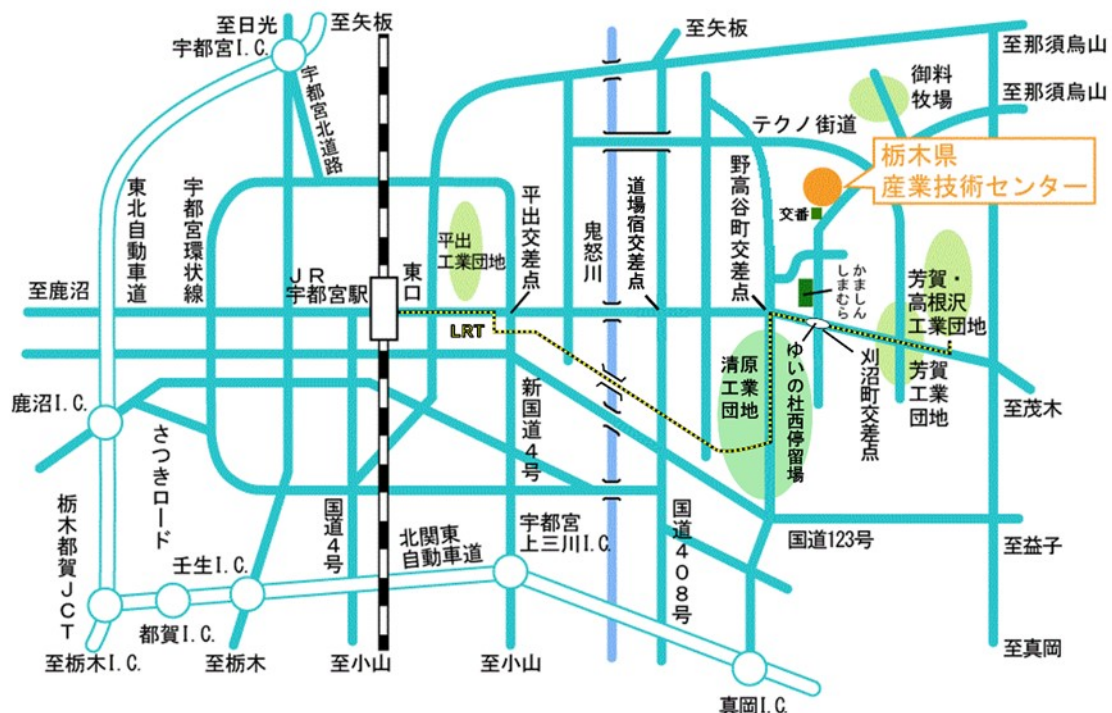 至日光
宇都宮I.C.
至矢板
至矢板
至那須烏山
御料
牧場
至那須烏山
宇都宮北道路
テクノ街道
栃木県
産業技術センター
交番
東北自動車道
宇都宮環状線
平出
工業団地
平出交差点
鬼怒川
道場宿交差点
野高谷町交差点
JR
宇都宮駅
東口
至鹿沼
LRT
かましん
しまむら
芳賀・
高根沢
工業団地
清原
工業
団地
ゆいの杜西停留場
刈沼町交差点
芳賀
工業
団地
至茂木
鹿沼I.C.
さつきロード
新国道4号
栃木都賀JCT
壬生I.C.
都賀I.C.
国道4号
北関東
自動車道
宇都宮
上三川I.C.
国道408号
国道123号
至益子
至栃木I.C.
至栃木
至小山
至小山
真岡I.C.
至真岡